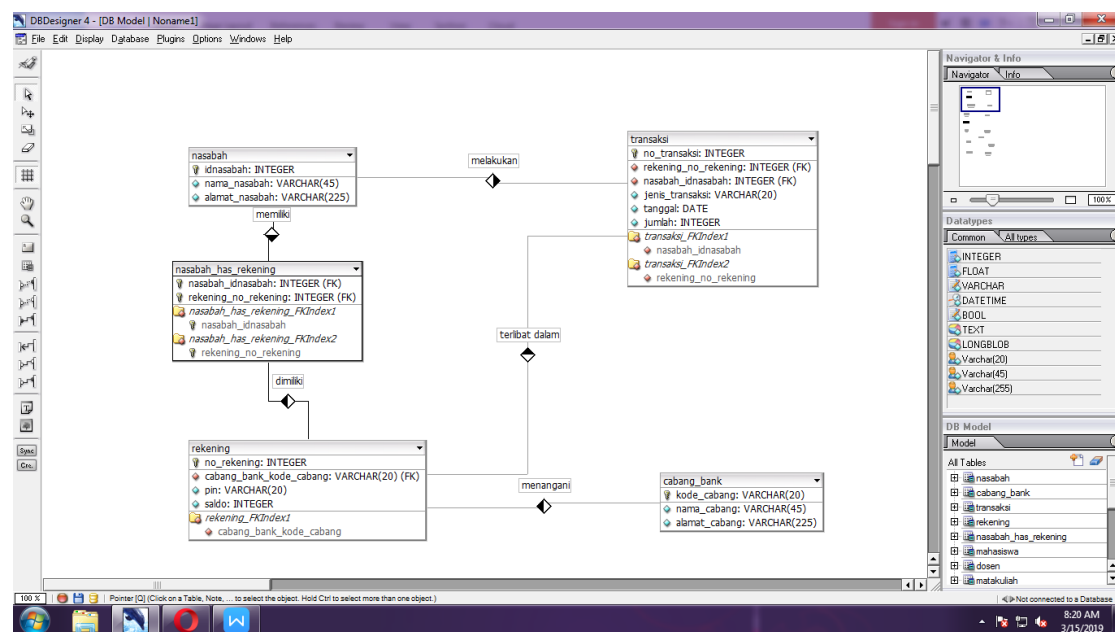 DBDesigner 4 - [DB Model | Noname1]
File Edit Display Database Plugins Options Windows Help
nasabah
idnasabah: INTEGER
nama_nasabah: VARCHAR(45)
alamat_nasabah: VARCHAR(225)
memiliki
melakukan
transaksi
no_transaksi: INTEGER
rekening_no_rekening: INTEGER (FK)
nasabah_idnasabah: INTEGER (FK)
jenis_transaksi: VARCHAR(20)
tanggal: DATE
jumlah: INTEGER
transaksi_FKIndex1
nasabah_idnasabah
transaksi_FKIndex2
rekening_no_rekening
nasabah_has_rekening
nasabah_idnasabah: INTEGER (FK)
rekening_no_rekening: INTEGER (FK)
nasabah_has_rekening_FKIndex1
nasabah_idnasabah
nasabah_has_rekening_FKIndex2
rekening_no_rekening
terlibat dalam
dimiliki
rekening
no_rekening: INTEGER
cabang_bank_kode_cabang: VARCHAR(20) (FK)
pin: VARCHAR(20)
saldo: INTEGER
rekening_FKIndex1
cabang_bank_kode_cabang
menangani
cabang_bank
kode_cabang: VARCHAR(20)
nama_cabang: VARCHAR(45)
alamat_cabang: VARCHAR(225)
Navigator & Info
Navigator Info
100%
Datatypes
Common All types
INTEGER
FLOAT
VARCHAR
DATETIME
BOOL
TEXT
LONGBLOB
Varchar(20)
Varchar(45)
Varchar(255)
DB Model
Model
All Tables
nasabah
cabang_bank
transaksi
rekening
nasabah_has_rekening
mahasiswa
dosen
matakuliah
Sync
100 % Pointer [Q] (Click on a Table, Note, ... to select the object. Hold Ctrl to select more than one object.) Not connected to a Database
8:20 AM
3/15/2019